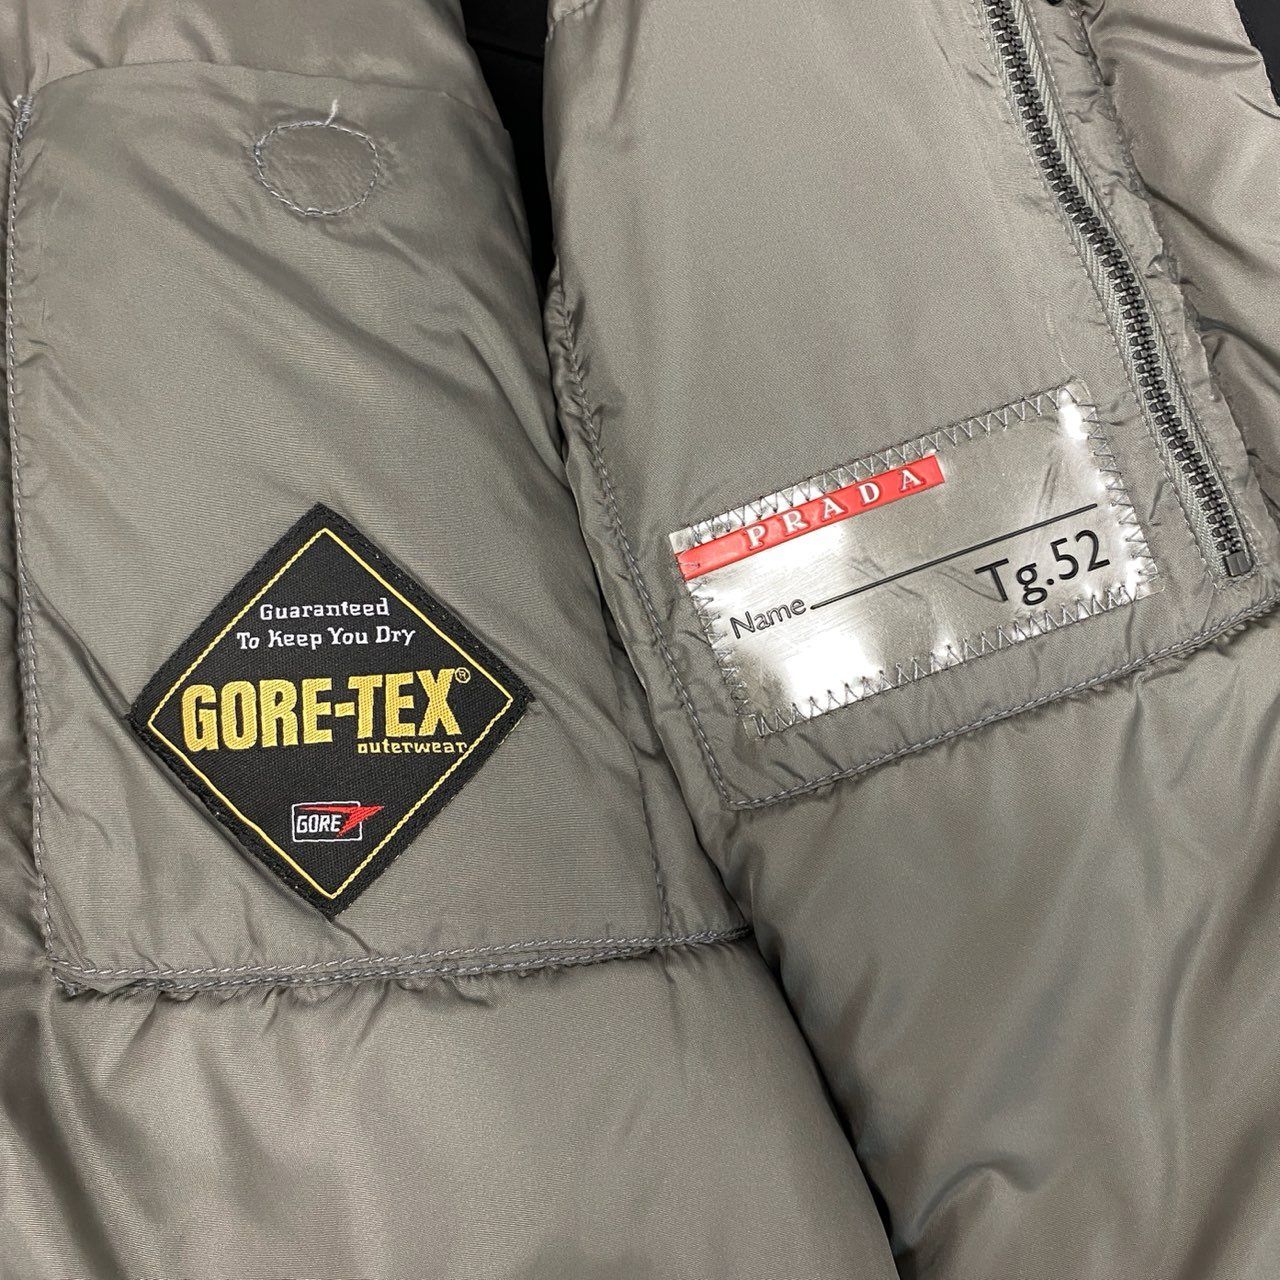 Guaranteed
To Keep You Dry
GORE-TEX®
outerwear
GORE
PRADA
Name
Tg.52